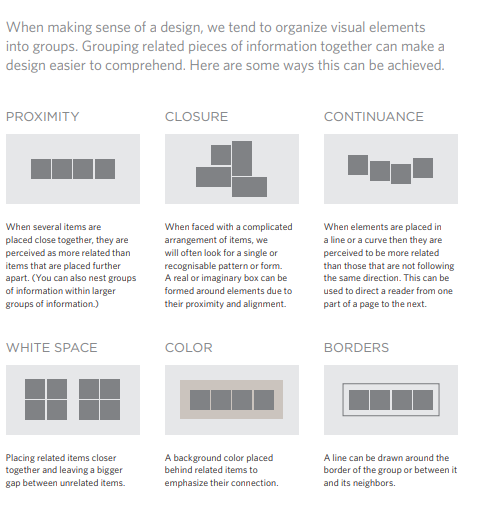 When making sense of a design, we tend to organize visual elements
into groups. Grouping related pieces of information together can make a
design easier to comprehend. Here are some ways this can be achieved.
PROXIMITY
When several items are
placed close together, they are
perceived as more related than
items that are placed further
apart. (You can also nest groups
of information within larger
groups of information.)
CLOSURE
When faced with a complicated
arrangement of items, we
will often look for a single or
recognisable pattern or form.
A real or imaginary box can be
formed around elements due to
their proximity and alignment.
CONTINUANCE
When elements are placed in
a line or a curve then they are
perceived to be more related
than those that are not following
the same direction. This can be
used to direct a reader from one
part of a page to the next.
WHITE SPACE
Placing related items closer
together and leaving a bigger
gap between unrelated items.
COLOR
A background color placed
behind related items to
emphasize their connection.
BORDERS
A line can be drawn around the
border of the group or between it
and its neighbors.